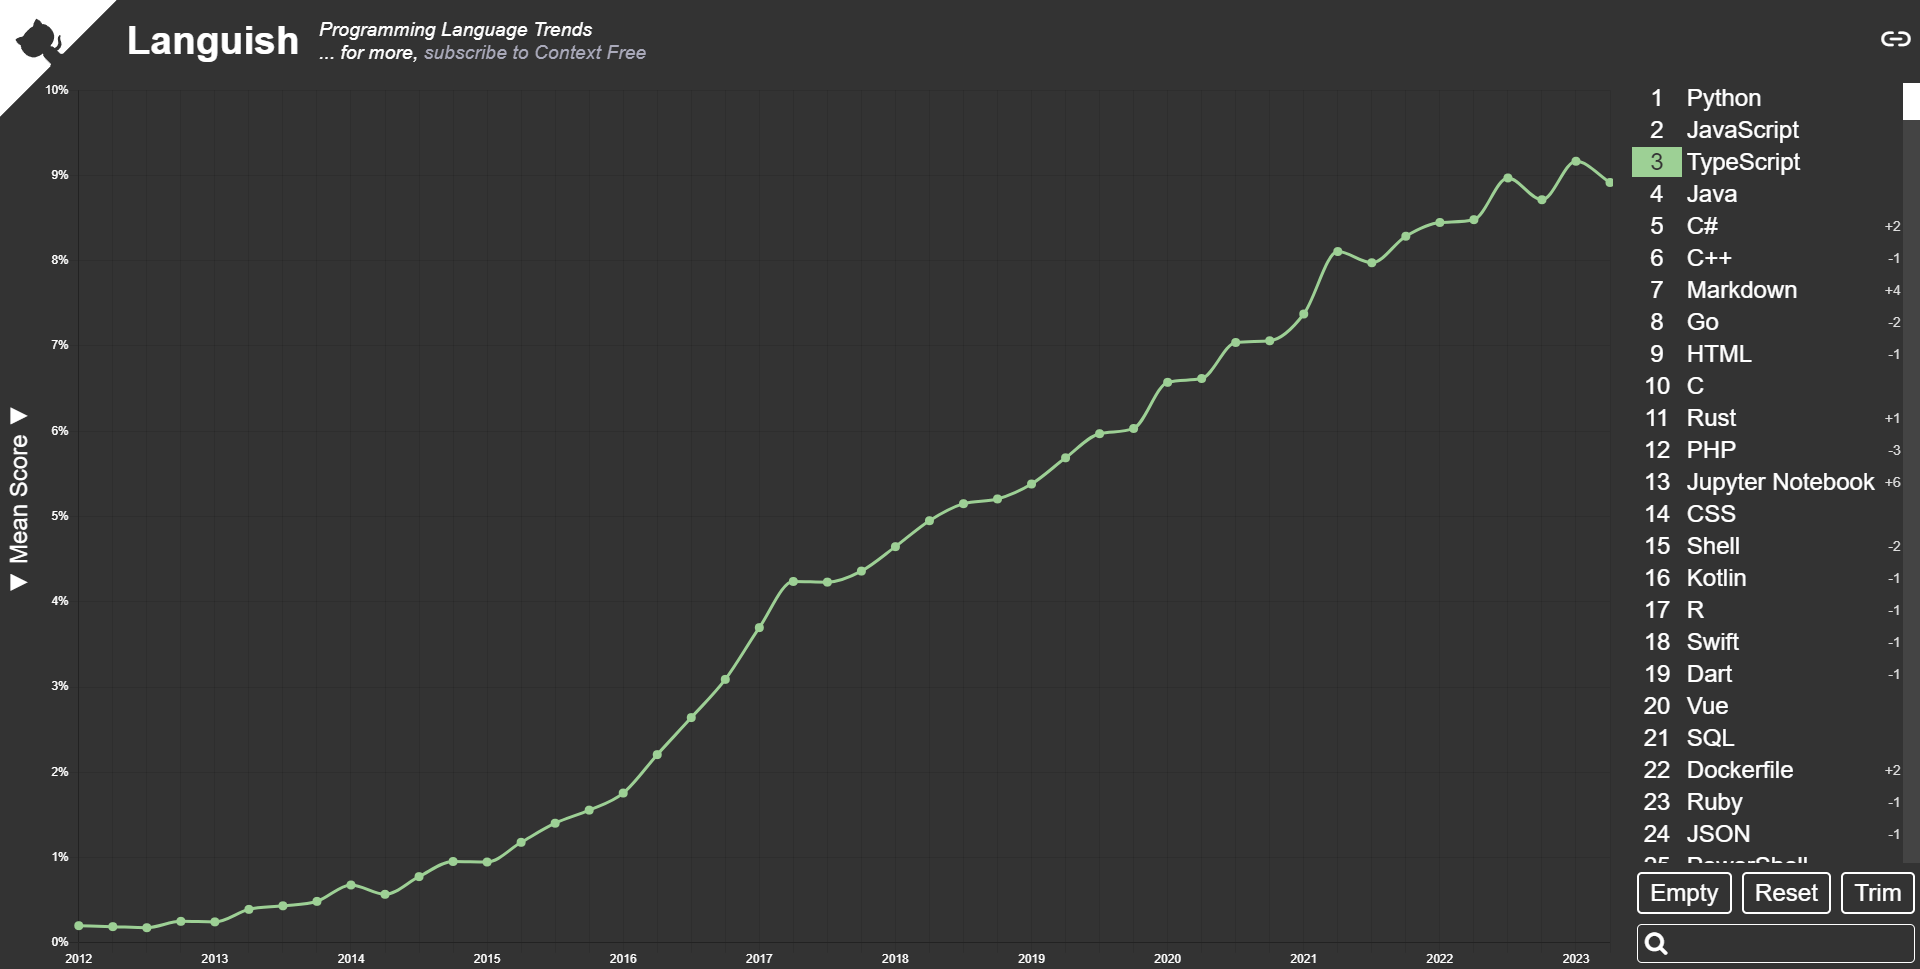 Languish
Programming Language Trends
... for more, subscribe to Context Free
10%
9%
8%
7%
6%
5%
4%
3%
2%
1%
0%
▼ Mean Score ▼
2012 2013 2014 2015 2016 2017 2018 2019 2020 2021 2022 2023
1 Python
2 JavaScript
3 TypeScript
4 Java
5 C# +2
6 C++ -1
7 Markdown +4
8 Go -2
9 HTML -1
10 C
11 Rust +1
12 PHP -3
13 Jupyter Notebook +6
14 CSS
15 Shell -2
16 Kotlin -1
17 R -1
18 Swift -1
19 Dart -1
20 Vue
21 SQL
22 Dockerfile +2
23 Ruby -1
24 JSON -1
25 PowerShell
Empty Reset Trim